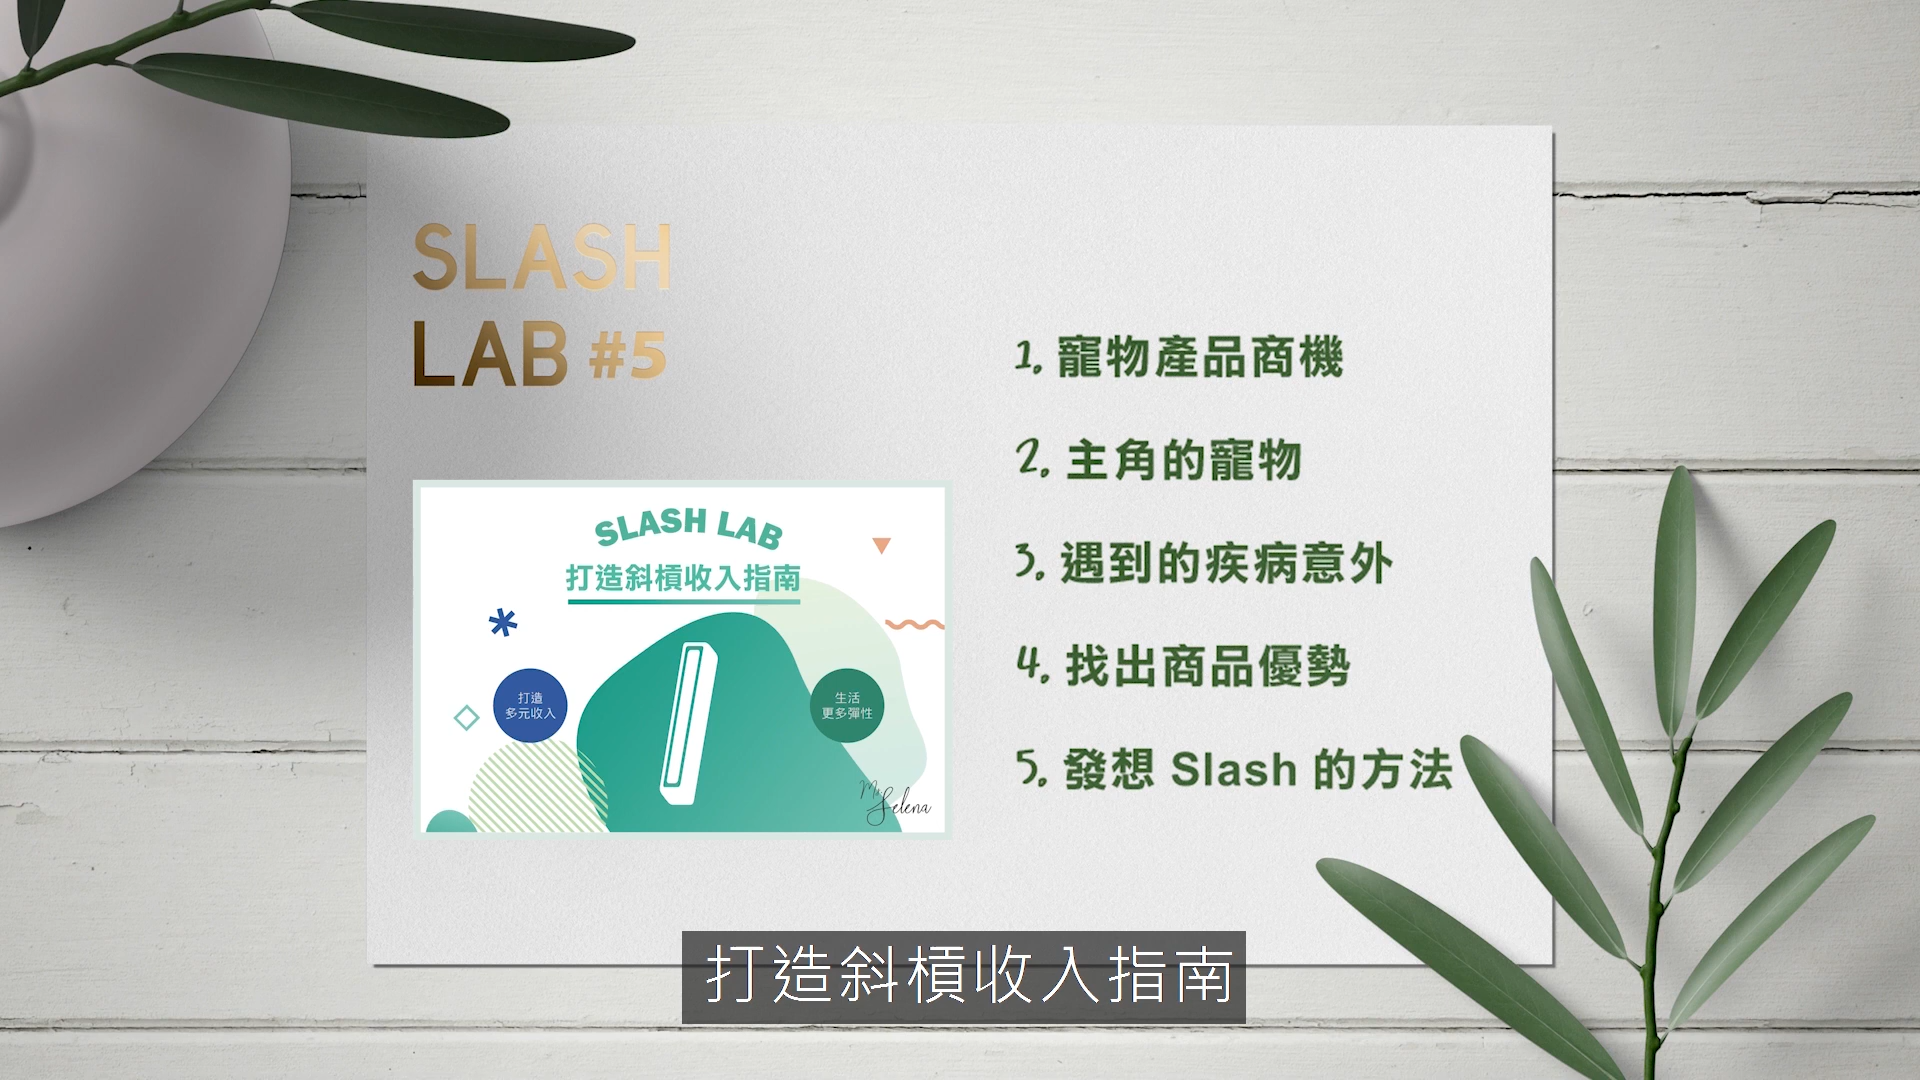 SLASH
LAB #5
SLASH LAB
打造斜槓收入指南
打造
多元收入
生活
更多彈性
Ms Selena
1. 寵物產品商機
2. 主角的寵物
3. 遇到的疾病意外
4. 找出商品優勢
5. 發想 Slash 的方法
打造斜槓收入指南